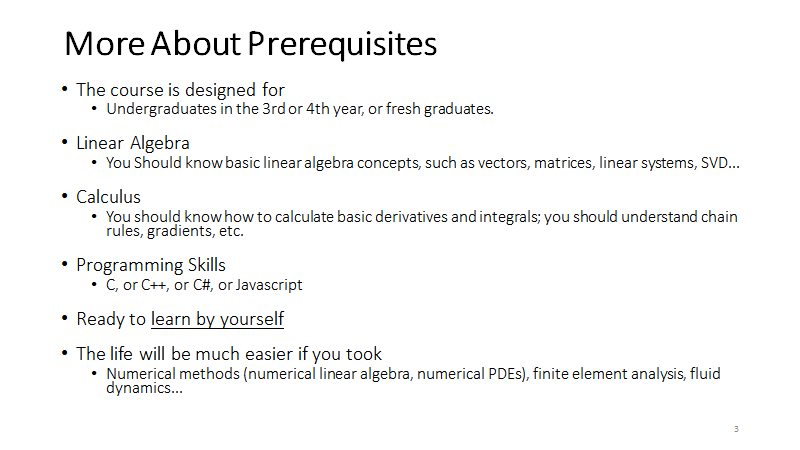 More About Prerequisites
• The course is designed for
• Undergraduates in the 3rd or 4th year, or fresh graduates.
• Linear Algebra
• You Should know basic linear algebra concepts, such as vectors, matrices, linear systems, SVD...
• Calculus
• You should know how to calculate basic derivatives and integrals; you should understand chain
rules, gradients, etc.
• Programming Skills
• C, or C++, or C#, or Javascript
• Ready to learn by yourself
• The life will be much easier if you took
• Numerical methods (numerical linear algebra, numerical PDEs), finite element analysis, fluid
dynamics...
3